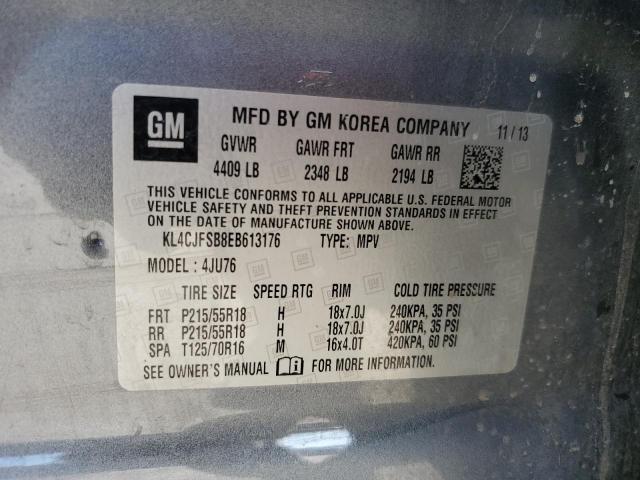 GM
MFD BY GM KOREA COMPANY 11/13
GVWR GAWR FRT GAWR RR
4409 LB 2348 LB 2194 LB
THIS VEHICLE CONFORMS TO ALL APPLICABLE U.S. FEDERAL MOTOR
VEHICLE SAFETY AND THEFT PREVENTION STANDARDS IN EFFECT
ON THE DATE OF MANUFACTURE SHOWN ABOVE.
KL4CJFSB8EB613176 TYPE: MPV
MODEL: 4JU76
TIRE SIZE SPEED RTG RIM COLD TIRE PRESSURE
FRT P215/55R18 H 18x7.0J 240KPA, 35 PSI
RR P215/55R18 H 18x7.0J 240KPA, 35 PSI
SPA T125/70R16 M 16x4.0T 420KPA, 60 PSI
SEE OWNER'S MANUAL FOR MORE INFORMATION.